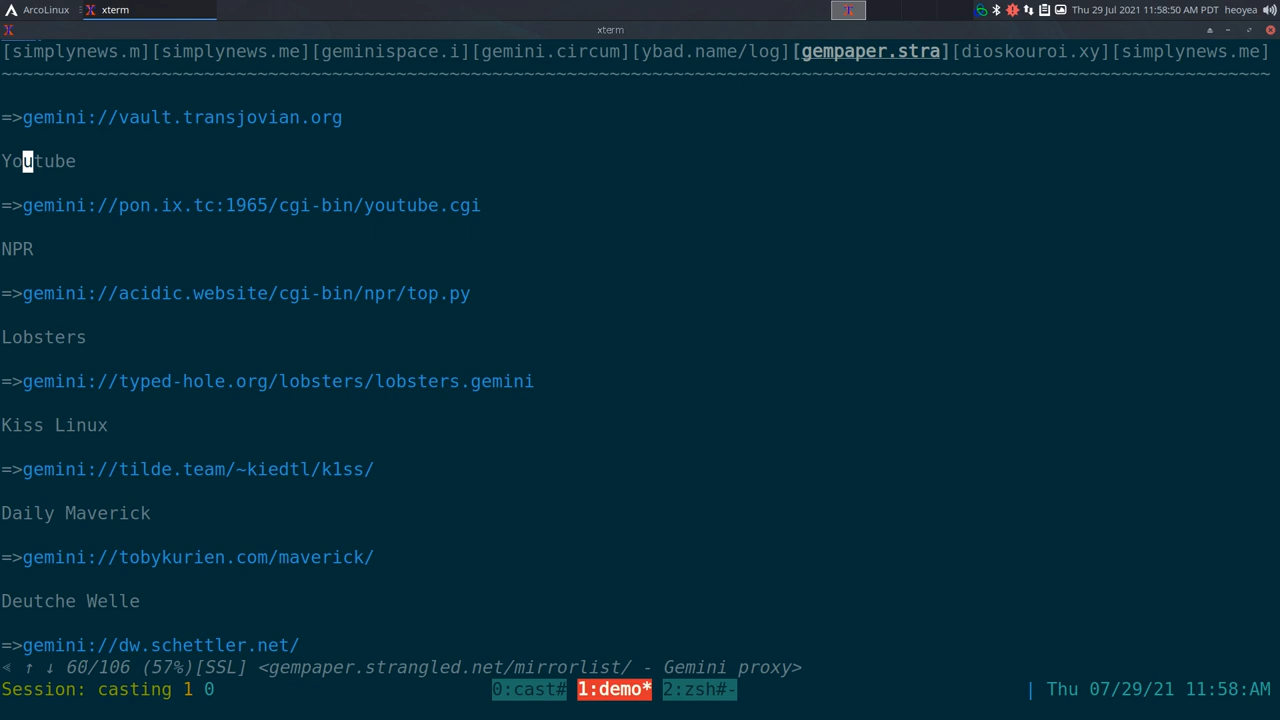 ArcoLinux xterm Thu 29 Jul 2021 11:58:50 AM PDT heoyea
xterm
[simplynews.m][simplynews.me][geminispace.i][gemini.circum][ybad.name/log][gempaper.stra][dioskouroi.xy][simplynews.me]
~~~~~~~~~~~~~~~~~~~~~~~~~~~~~~~~~~~~~~~~~~~~~~~~~~~~~~~~~~~~~~~~~~~~~~~~~~~~~~~~~~~~~~~~~~~~~~~~~~~~~~~~~~~~~~~~~~~~~~~
=>gemini://vault.transjovian.org
Youtube
=>gemini://pon.ix.tc:1965/cgi-bin/youtube.cgi
NPR
=>gemini://acidic.website/cgi-bin/npr/top.py
Lobsters
=>gemini://typed-hole.org/lobsters/lobsters.gemini
Kiss Linux
=>gemini://tilde.team/~kiedtl/k1ss/
Daily Maverick
=>gemini://tobykurien.com/maverick/
Deutche Welle
=>gemini://dw.schettler.net/
⋖ ↑ ↓ 60/106 (57%)[SSL] <gempaper.strangled.net/mirrorlist/ - Gemini proxy>
Session: casting 1 0 0:cast# 1:demo* 2:zsh#- | Thu 07/29/21 11:58:AM